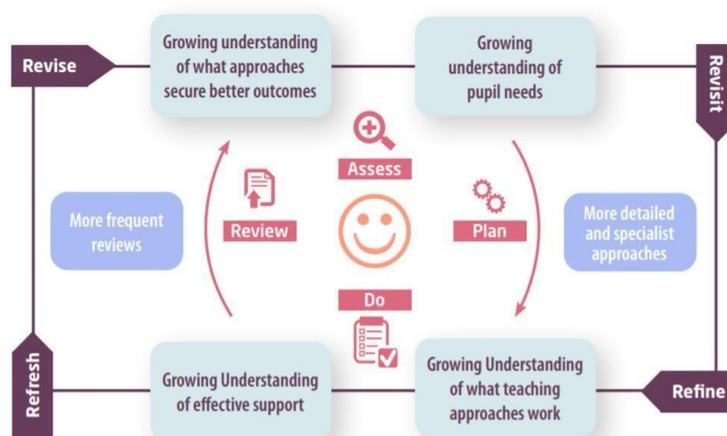 Revise
Growing understanding
of what approaches
secure better outcomes
Growing
understanding of
pupil needs
Revisit
Assess
More frequent
reviews
Review
Plan
More detailed
and specialist
approaches
Do
Refresh
Growing Understanding
of effective support
Growing Understanding
of what teaching
approaches work
Refine